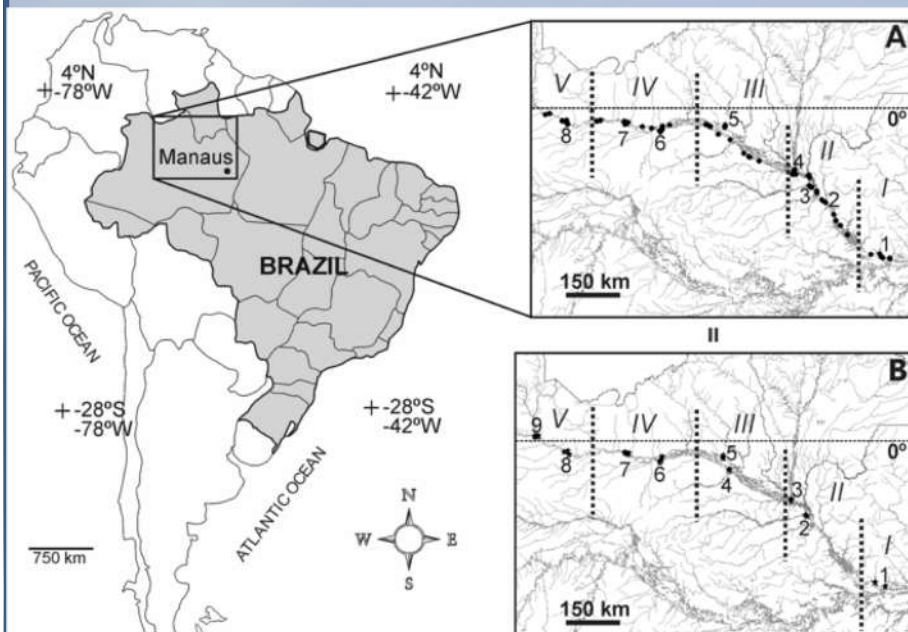 4ºN
+-78ºW
4ºN
+-42ºW
Manaus
BRAZIL
PACIFIC OCEAN
ATLANTIC OCEAN
+-28ºS
-78ºW
+-28ºS
-42ºW
N
W E
S
750 km
A
V IV III
0º
8 7 6 5
4 II
3 2
I
1
150 km
II
B
V IV III
9
0º
8 7 6 5
4
3 II
2
I
1
150 km